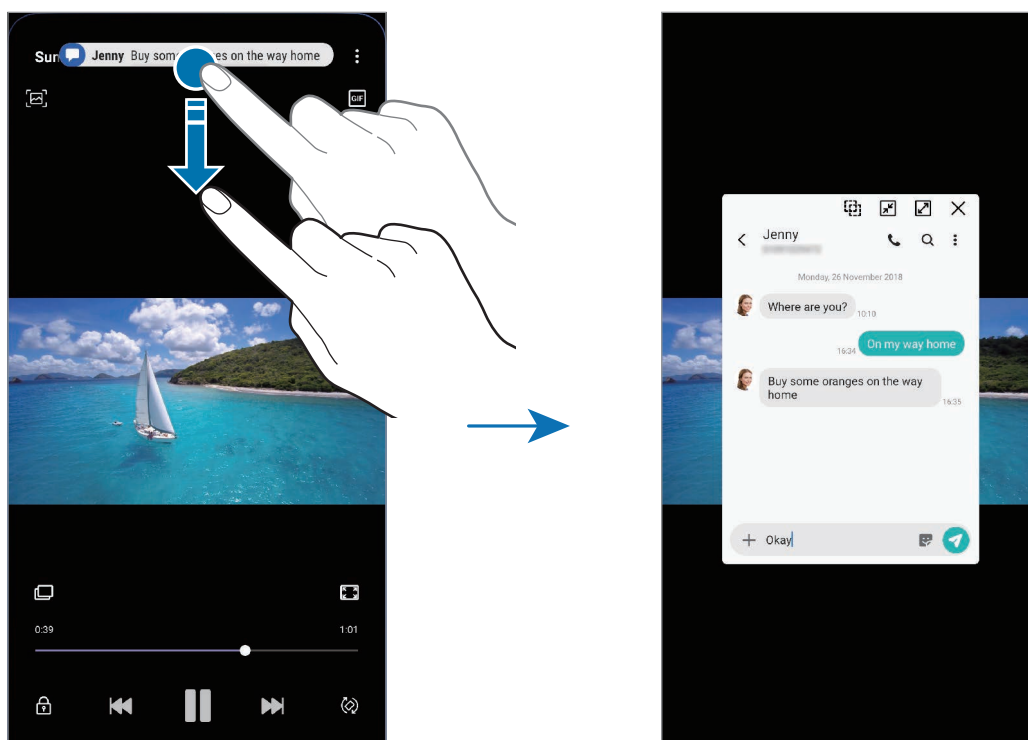 Sun
Jenny Buy some es on the way home
GIF
0:39
1:01
Jenny
Monday, 26 November 2018
Where are you?
10:10
On my way home
16:24
Buy some oranges on the way
home
16:35
Okay